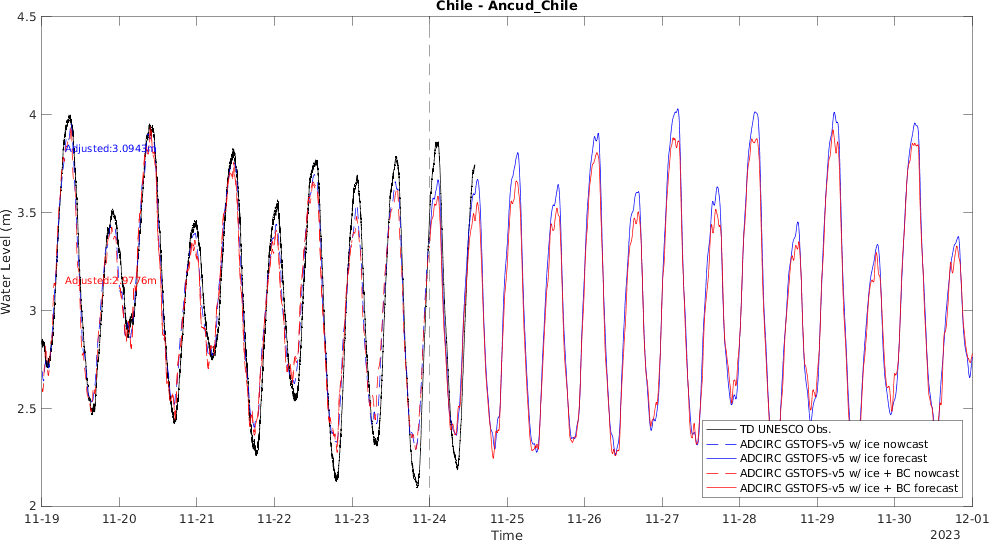 Chile - Ancud_Chile
4.5
4
3.5
3
2.5
2
Water Level (m)
Adjusted:3.0943m
Adjusted:2.9776m
TD UNESCO Obs.
ADCIRC GSTOFS-v5 w/ ice nowcast
ADCIRC GSTOFS-v5 w/ ice forecast
ADCIRC GSTOFS-v5 w/ ice + BC nowcast
ADCIRC GSTOFS-v5 w/ ice + BC forecast
11-19 11-20 11-21 11-22 11-23 11-24 11-25 11-26 11-27 11-28 11-29 11-30 12-01
Time
2023